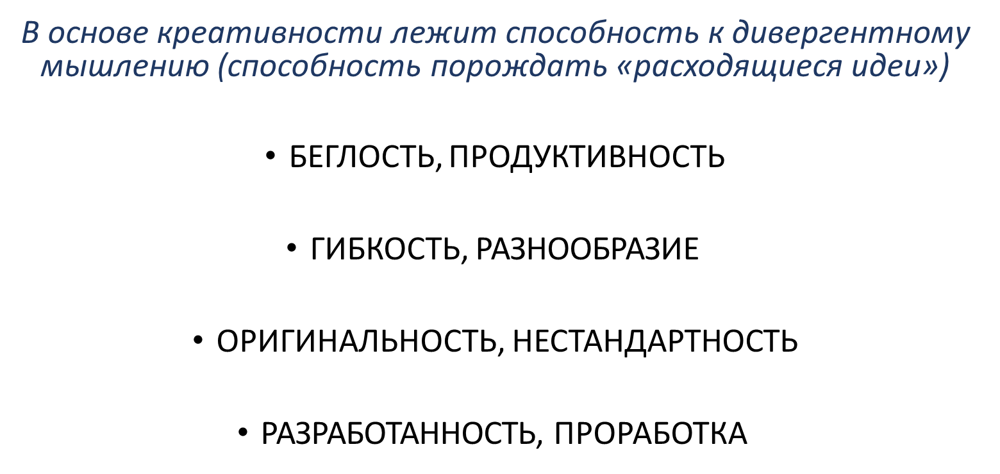 В основе креативности лежит способность к дивергентному
мышлению (способность порождать «расходящиеся идеи»)
• БЕГЛОСТЬ, ПРОДУКТИВНОСТЬ
• ГИБКОСТЬ, РАЗНООБРАЗИЕ
• ОРИГИНАЛЬНОСТЬ, НЕСТАНДАРТНОСТЬ
• РАЗРАБОТАННОСТЬ, ПРОРАБОТКА